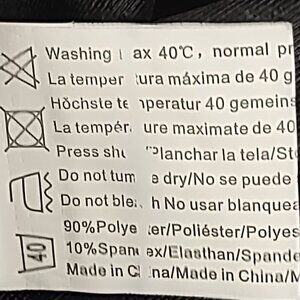 Washing ax 40℃, normal pr
La temper ura máxima de 40 g
Höchste te peratur 40 gemeins
La tempér ure maximate de 40
Press sh Planchar la tela/St
Do not tum e dry/No se puede
Do not ble h No usar blanquea
90%Polye er/Poliéster/Polyes
10%Span ex/Elasthan/Spande
Made in C na/Made in China/M
40